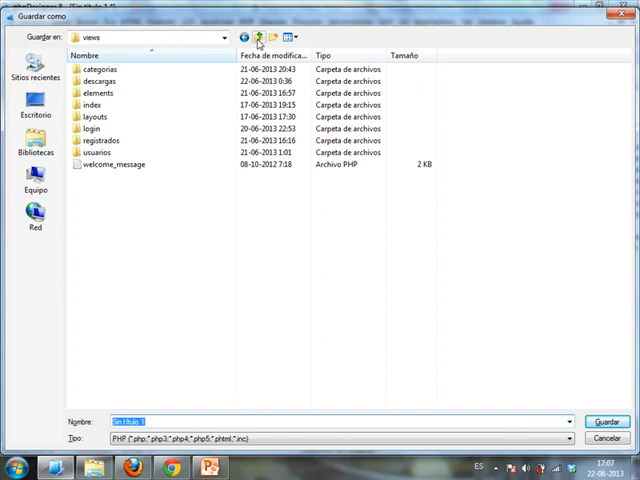 Guardar como
Guardar en:
views
Nombre
Fecha de modifica...
Tipo
Tamaño
categorias 21-06-2013 20:43 Carpeta de archivos
descargas 22-06-2013 0:36 Carpeta de archivos
elements 21-06-2013 16:57 Carpeta de archivos
index 17-06-2013 19:15 Carpeta de archivos
layouts 17-06-2013 17:30 Carpeta de archivos
login 20-06-2013 22:53 Carpeta de archivos
registrados 21-06-2013 16:16 Carpeta de archivos
usuarios 21-06-2013 1:01 Carpeta de archivos
welcome_message 08-10-2012 7:18 Archivo PHP 2 KB
Sitios recientes
Escritorio
Bibliotecas
Equipo
Red
Nombre: Sin título 1 Guardar
Tipo: PHP (*.php;*.php3;*.php4;*.php5;*.phtml;*.inc) Cancelar
ES 17:07
22-06-2013